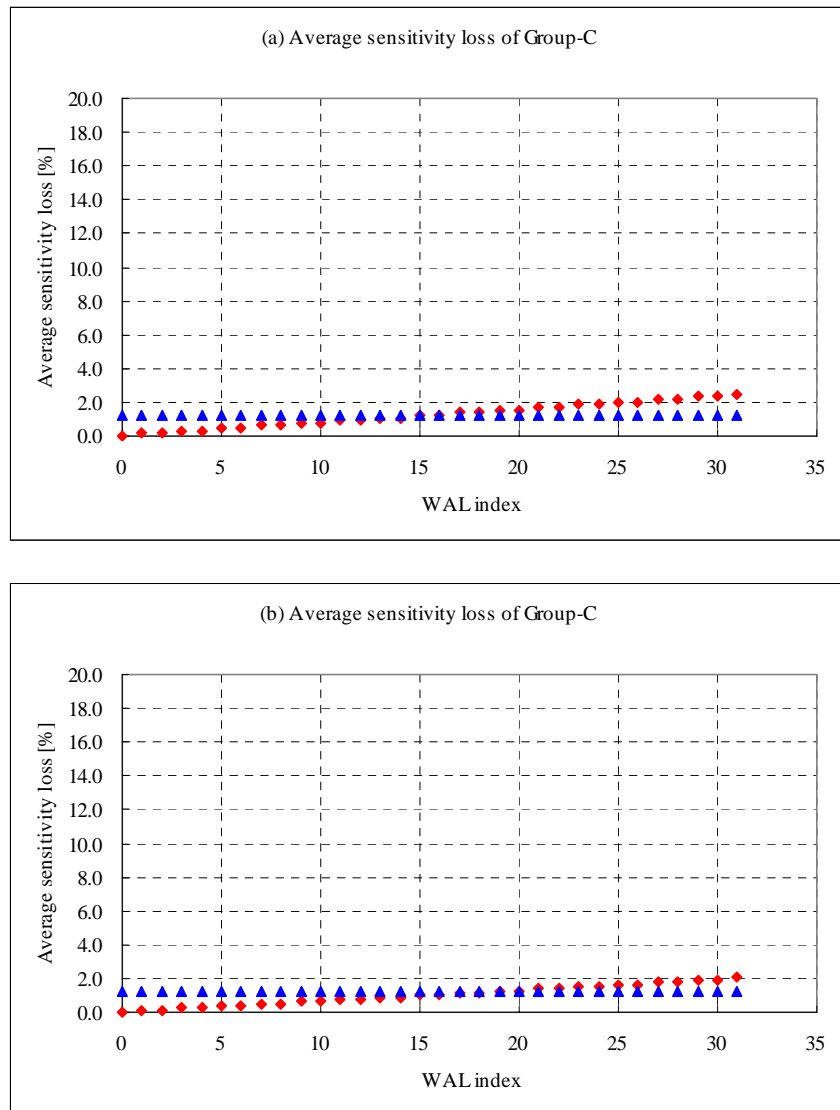 (a) Average sensitivity loss of Group-C
Average sensitivity loss [%]
20.0
18.0
16.0
14.0
12.0
10.0
8.0
6.0
4.0
2.0
0.0
0 5 10 15 20 25 30 35
WAL index
(b) Average sensitivity loss of Group-C
Average sensitivity loss [%]
20.0
18.0
16.0
14.0
12.0
10.0
8.0
6.0
4.0
2.0
0.0
0 5 10 15 20 25 30 35
WAL index